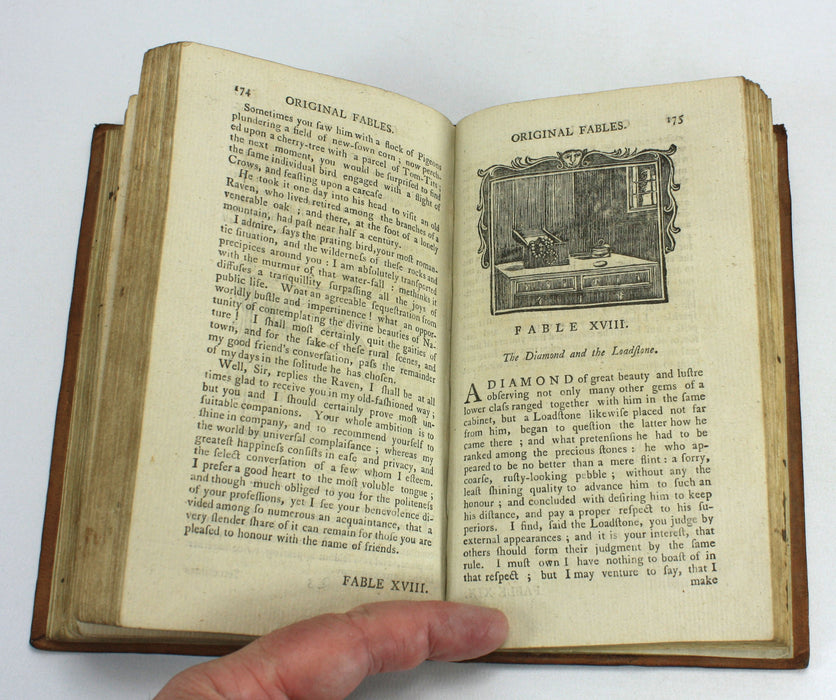 174
ORIGINAL FABLES.
Sometimes you ſaw him with a flock of Pigeons
plundering a field of new-ſown corn; now perch-
ed upon a cherry-tree with a parcel of Tom-Tits;
the next moment, you would be ſurpriſed to find
the ſame individual bird engaged with a flight of
Crows, and feaſting upon a carcaſe.
He took it one day into his head to viſit an old
Raven, who lived retired among the branches of a
venerable oak; and there, at the foot of a lonely
mountain, had paſt near half a century.
I admire, ſays the prating bird, your moſt roman-
tic ſituation, and the wilderneſs of theſe rocks and
precipices around you: I am abſolutely tranſported
with the murmur of that water-fall: methinks it
diffuſes a tranquillity ſurpaſſing all the joys of
public life. What an agreeable ſequeſtration from
worldly buſtle and impertinence! what an oppor-
tunity of contemplating the divine beauties of Na-
ture! I ſhall moſt certainly quit the gaities of
town, and for the ſake of theſe rural ſcenes, and
my good friend's converſation, paſs the remainder
of my days in the ſolitude he has choſen.
Well, Sir, replies the Raven, I ſhall be at all
times glad to receive you in my old-faſhioned way;
but you and I ſhould certainly prove moſt un-
ſuitable companions. Your whole ambition is to
ſhine in company, and to recommend yourſelf to
the world by univerſal complaiſance; whereas my
greateſt happineſs conſiſts in eaſe and privacy, and
the ſelect converſation of a few whom I eſteem.
I prefer a good heart to the moſt voluble tongue;
and though much obliged to you for the politeneſs
of your profeſſions, yet I ſee your benevolence di-
vided among ſo numerous an acquaintance, that a
very ſlender ſhare of it can remain for thoſe you are
pleaſed to honour with the name of friends.
FABLE XVIII.
175
ORIGINAL FABLES.
FABLE XVIII.
The Diamond and the Loadſtone.
A DIAMOND of great beauty and luſtre
obſerving not only many other gems of a
lower claſs ranged together with him in the ſame
cabinet, but a Loadſtone likewiſe placed not far
from him, began to queſtion the latter how he
came there; and what pretenſions he had to be
ranked among the precious ſtones: he who ap-
peared to be no better than a mere flint: a ſorry,
coarſe, ruſty-looking pebble; without any the
leaſt ſhining quality to advance him to ſuch an
honour; and concluded with deſiring him to keep
his diſtance, and pay a proper reſpect to his ſu-
periors. I find, ſaid the Loadſtone, you judge by
external appearances; and it is your intereſt, that
others ſhould form their judgment by the ſame
rule. I muſt own I have nothing to boaſt of in
that reſpect; but I may venture to ſay, that I
make